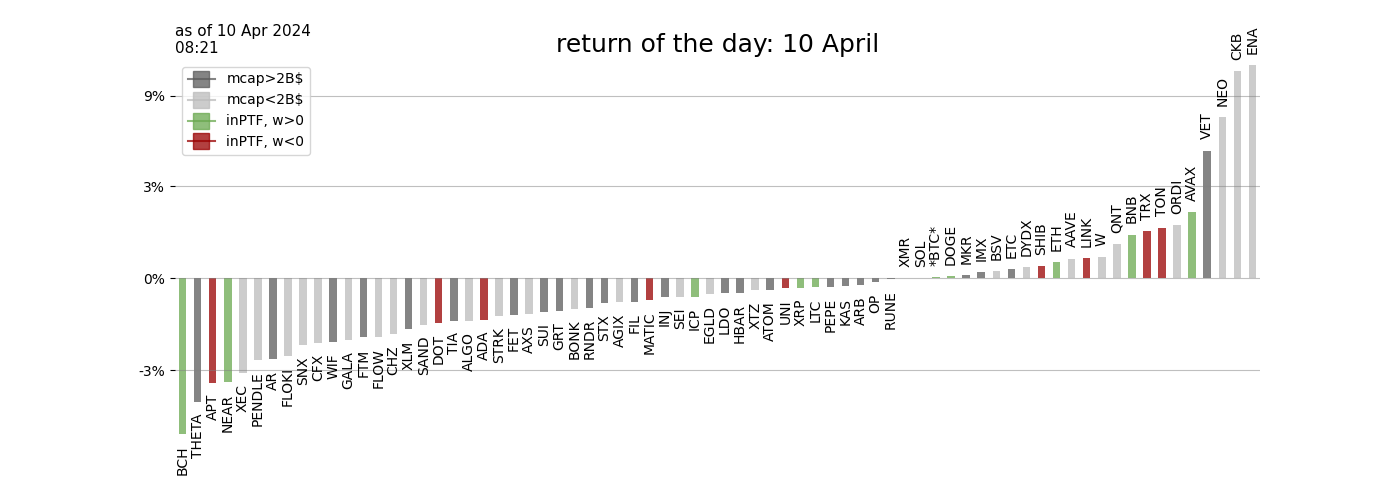 as of 10 Apr 2024
08:21
return of the day: 10 April
mcap>2B$
mcap<2B$
inPTF, w>0
inPTF, w<0
9%
3%
0%
-3%
BCH
THETA
APT
NEAR
XEC
PENDLE
AR
FLOKI
SNX
CFX
WIF
GALA
FTM
FLOW
CHZ
XLM
SAND
DOT
TIA
ALGO
ADA
STRK
FET
AXS
SUI
GRT
BONK
RNDR
STX
AGIX
FIL
MATIC
INJ
SEI
ICP
EGLD
LDO
HBAR
XTZ
ATOM
UNI
XRP
LTC
PEPE
KAS
ARB
OP
RUNE
XMR
SOL
*BTC*
DOGE
MKR
IMX
BSV
ETC
DYDX
SHIB
ETH
AAVE
LINK
W
QNT
BNB
TRX
TON
ORDI
AVAX
VET
NEO
CKB
ENA